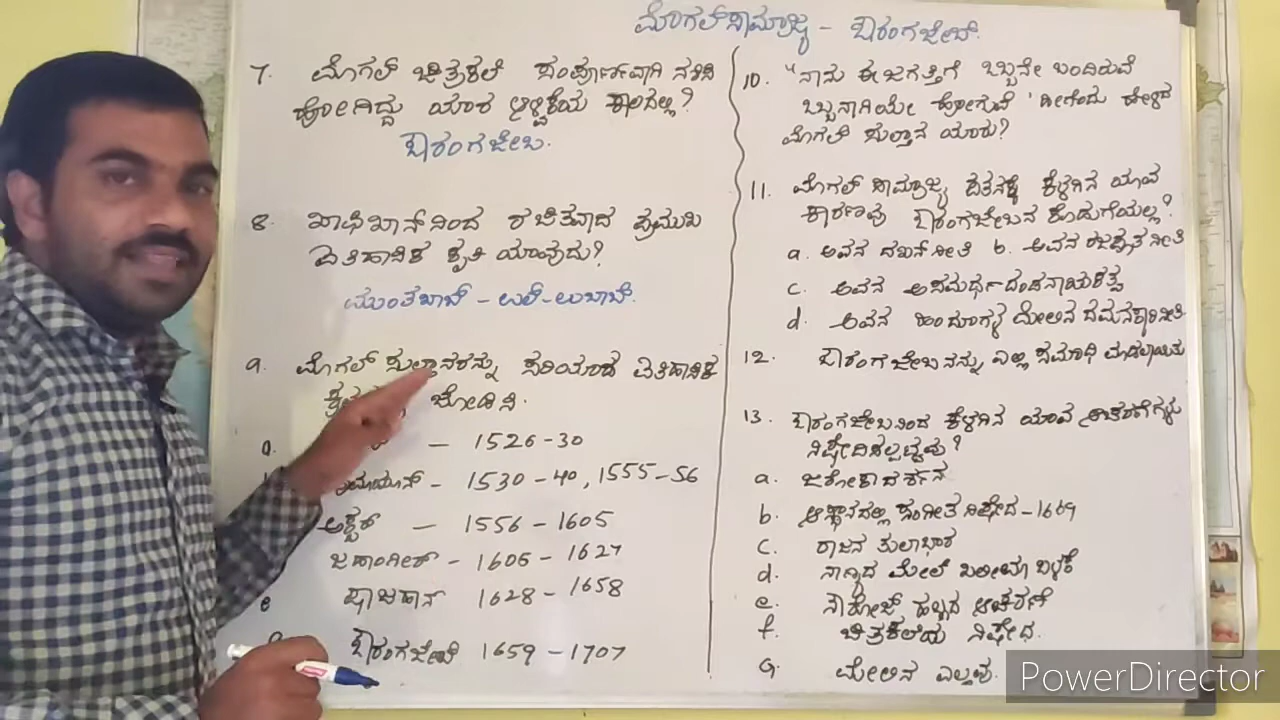 ಮೊಗಲ್ ಸಾಮ್ರಾಜ್ಯ - ಔರಂಗಜೇಬ್.
7. ಮೊಗಲ್ ಚಿತ್ರಕಲೆ ಸಂಪೂರ್ಣವಾಗಿ ನಶಿಸಿ
ಹೋಗಿದ್ದು ಯಾರ ಆಳ್ವಿಕೆಯ ಕಾಲದಲ್ಲಿ?
ಔರಂಗಜೇಬ.
8. ಖಾಫಿಖಾನ್ ನಿಂದ ರಚಿತವಾದ ಪ್ರಮುಖ
ಐತಿಹಾಸಿಕ ಕೃತಿ ಯಾವುದು?
ಮುಂತಖಾಬ್ - ಉಲ್ - ಲುಬಾಬ್.
9. ಮೊಗಲ್ ಸುಲ್ತಾನರನ್ನು ಸರಿಯಾದ ಐತಿಹಾಸಿಕ
ಜೋಡಿಸಿ.
a. - 1526-30
- 1530-40, 1555-56
ಅಕ್ಬರ್ - 1556-1605
ಜಹಾಂಗೀರ್ - 1605-1627
e ಷಾಜಹಾನ್ 1628-1658
ಔರಂಗಜೇಬ್ 1659-1707
10. "ನಾನು ಈ ಜಗತ್ತಿಗೆ ಒಬ್ಬನೇ ಬಂದಿರುವೆ
ಒಬ್ಬನಾಗಿಯೇ ಹೋಗುವೆ' ಹೀಗೆಂದು ಹೇಳಿದ
ಮೊಗಲ್ ಸುಲ್ತಾನ ಯಾರು?
11. ಮೊಗಲ್ ಸಾಮ್ರಾಜ್ಯ ಪತನಕ್ಕೆ ಕೆಳಗಿನ ಯಾವ
ಕಾರಣವು ಔರಂಗಜೇಬನ ಕೊಡುಗೆಯಲ್ಲ?
a. ಅವನ ದಖನ್ ನೀತಿ b. ಅವನ ರಜಪೂತ ನೀತಿ
c. ಅವನ ಅಸಮರ್ಥ ದಂಡನಾಯಕತ್ವ
d. ಅವನ ಹಿಂದೂಗಳ ಮೇಲಿನ ದಮನಕಾರಿ ನೀತಿ
12. ಔರಂಗಜೇಬನನ್ನು ಎಲ್ಲಿ ಸಮಾಧಿ ಮಾಡಲಾಯಿತು
13. ಔರಂಗಜೇಬನಿಂದ ಕೆಳಗಿನ ಯಾವ ಆಚರಣೆಗಳು
ನಿಷೇದಿಸಲ್ಪಟ್ಟವು?
a. ಜರೋಕಾ ದರ್ಶನ
b. ಆಸ್ಥಾನದಲ್ಲಿ ಸಂಗೀತ ನಿಷೇದ - 1669
c. ರಾಜನ ತುಲಾಭಾರ
d. ನಾಣ್ಯದ ಮೇಲೆ ಖಲೀಮಾ ಬಳಕೆ
e. ನೌರೋಜ್ ಹಬ್ಬದ ಆಚರಣೆ
f. ಚಿತ್ರಕಲೆಯ ನಿಷೇದ.
g. ಮೇಲಿನ ಎಲ್ಲವು.
PowerDirector